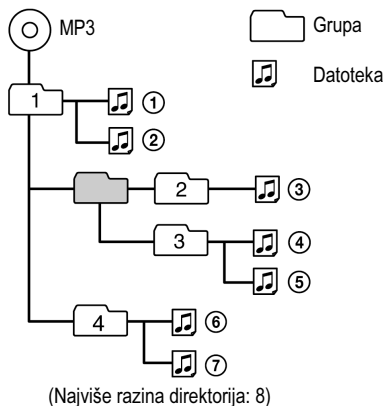 MP3
Grupa
Datoteka
1
①
②
2
③
3
④
⑤
4
⑥
⑦
(Najviše razina direktorija: 8)